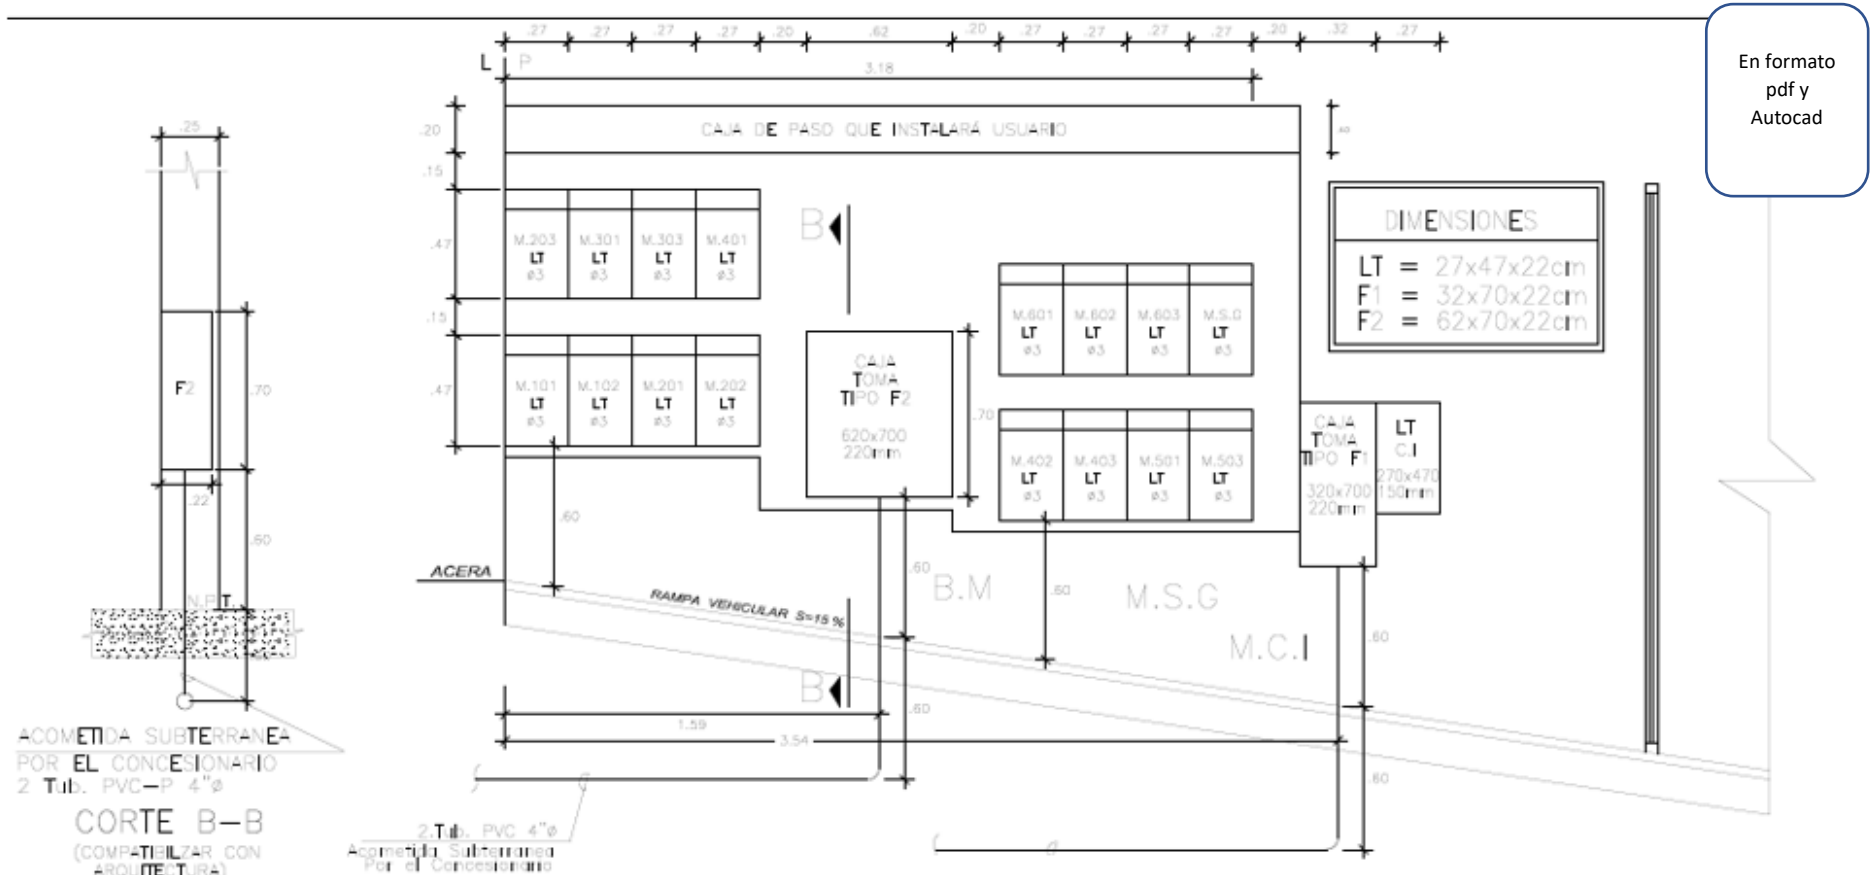 .27 .27 .27 .27 .20 .62 .20 .27 .27 .27 .27 .20 .32 .27
L P
3.18
En formato
pdf y
Autocad
.25
.20
CAJA DE PASO QUE INSTALARÁ USUARIO
.15
.47
M.203 M.301 M.303 M.401
LT LT LT LT
ø3 ø3 ø3 ø3
B
DIMENSIONES
LT = 27x47x22cm
F1 = 32x70x22cm
F2 = 62x70x22cm
.15
M.601 M.602 M.603 M.S.G
LT LT LT LT
ø3 ø3 ø3 ø3
.47
M.101 M.102 M.201 M.202
LT LT LT LT
ø3 ø3 ø3 ø3
CAJA
TOMA
TIPO F2
620x700
220mm
.70
F2
.70
.22
M.402 M.403 M.501 M.503
LT LT LT LT
ø3 ø3 ø3 ø3
CAJA
TOMA
TIPO F1
320x700
220mm
LT
C.I
270x470
150mm
.60
.60
ACERA
RAMPA VEHICULAR S=15 %
.60
B.M
.60
M.S.G
M.C.I
.60
N.P.T.
B
.60
1.59
3.54
.60
ACOMETIDA SUBTERRANEA
POR EL CONCESIONARIO
2 Tub. PVC-P 4"ø
CORTE B-B
(COMPATIBILZAR CON
ARQUITECTURA)
2.Tub. PVC 4"ø
Acometida Subterranea
Por el Concesionario